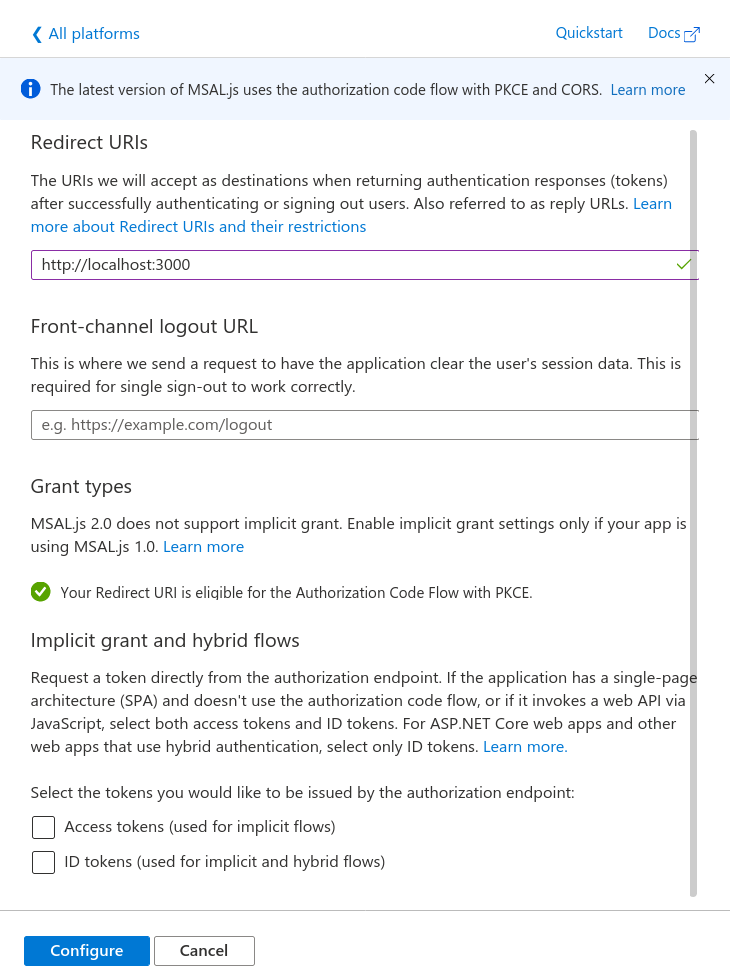 All platforms
Quickstart
Docs
The latest version of MSAL.js uses the authorization code flow with PKCE and CORS. Learn more
Redirect URIs
The URIs we will accept as destinations when returning authentication responses (tokens)
after successfully authenticating or signing out users. Also referred to as reply URLs. Learn
more about Redirect URIs and their restrictions
http://localhost:3000
Front-channel logout URL
This is where we send a request to have the application clear the user's session data. This is
required for single sign-out to work correctly.
e.g. https://example.com/logout
Grant types
MSAL.js 2.0 does not support implicit grant. Enable implicit grant settings only if your app is
using MSAL.js 1.0. Learn more
Your Redirect URI is eligible for the Authorization Code Flow with PKCE.
Implicit grant and hybrid flows
Request a token directly from the authorization endpoint. If the application has a single-page
architecture (SPA) and doesn't use the authorization code flow, or if it invokes a web API via
JavaScript, select both access tokens and ID tokens. For ASP.NET Core web apps and other
web apps that use hybrid authentication, select only ID tokens. Learn more.
Select the tokens you would like to be issued by the authorization endpoint:
Access tokens (used for implicit flows)
ID tokens (used for implicit and hybrid flows)
Configure
Cancel